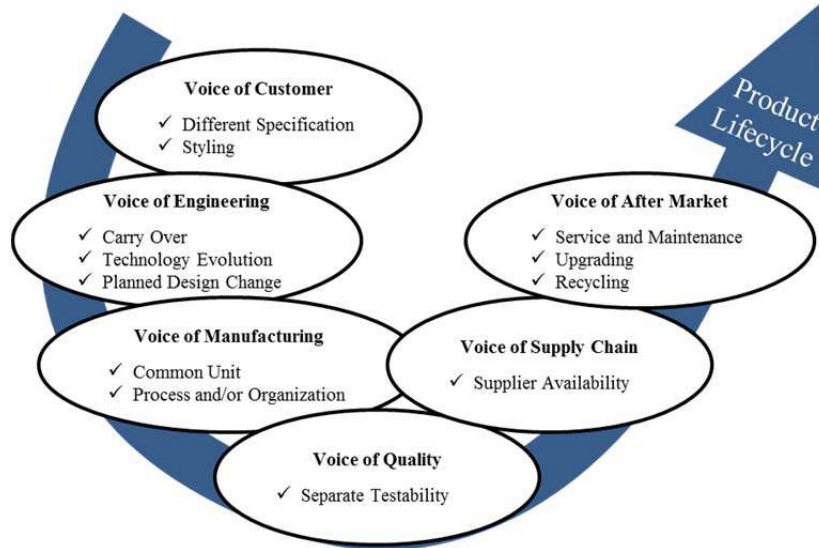 Voice of Customer
✓ Different Specification
✓ Styling
Voice of Engineering
✓ Carry Over
✓ Technology Evolution
✓ Planned Design Change
Voice of Manufacturing
✓ Common Unit
✓ Process and/or Organization
Voice of Quality
✓ Separate Testability
Voice of Supply Chain
✓ Supplier Availability
Voice of After Market
✓ Service and Maintenance
✓ Upgrading
✓ Recycling
Product
Lifecycle